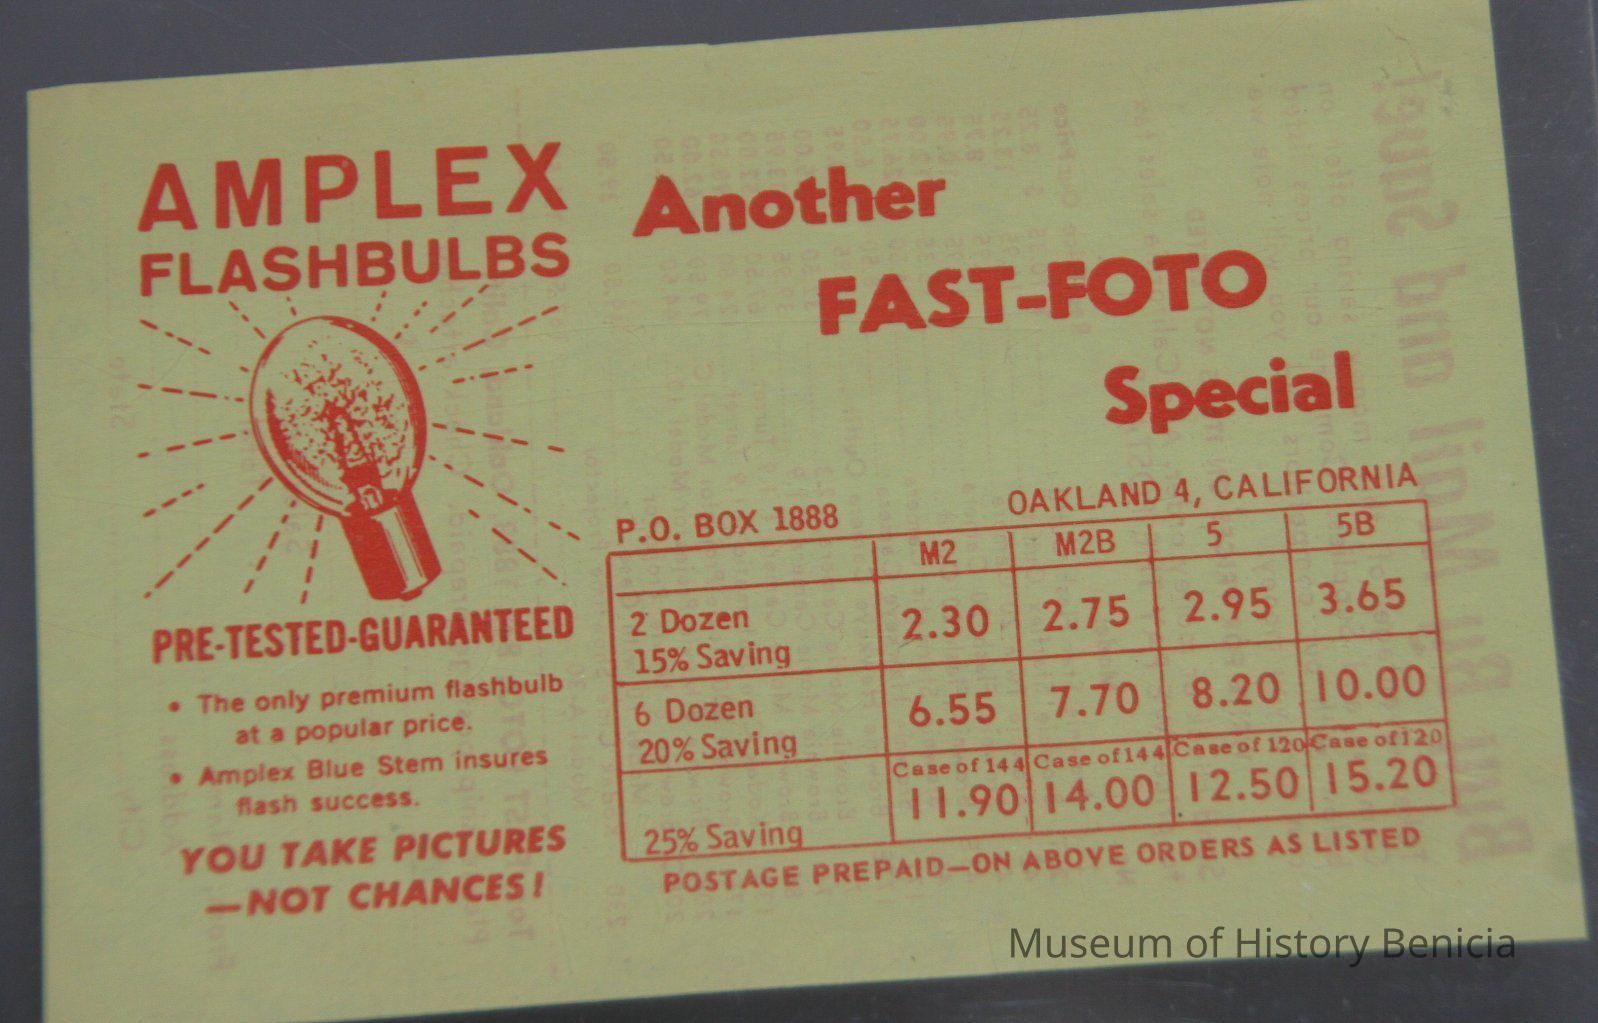 AMPLEX
FLASHBULBS
PRE-TESTED-GUARANTEED
• The only premium flashbulb
at a popular price.
• Amplex Blue Stem insures
flash success.
YOU TAKE PICTURES
—NOT CHANCES!
Another
FAST-FOTO
Special
P.O. BOX 1888 OAKLAND 4, CALIFORNIA
M2 M2B 5 5B
2 Dozen
15% Saving 2.30 2.75 2.95 3.65
6 Dozen
20% Saving 6.55 7.70 8.20 10.00
Case of 144 Case of 144 Case of 120 Case of 120
25% Saving 11.90 14.00 12.50 15.20
POSTAGE PREPAID—ON ABOVE ORDERS AS LISTED
Museum of History Benicia